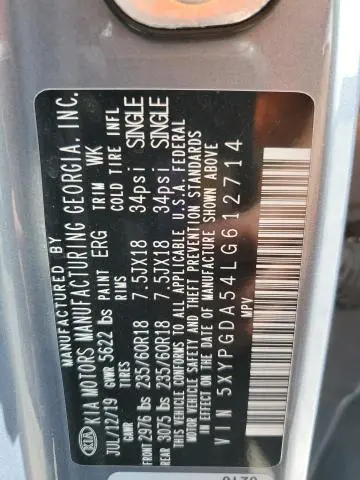 KIA
MANUFACTURED BY
KIA MOTORS MANUFACTURING GEORGIA, INC.
JUL/12/19 GVWR 5622 lbs PAINT ERG TRIM WK
GAWR TIRES RIMS COLD TIRE INFL
FRONT 2976 lbs 235/60R18 7.5JX18 34psi SINGLE
REAR 3075 lbs 235/60R18 7.5JX18 34psi SINGLE
THIS VEHICLE CONFORMS TO ALL APPLICABLE U.S.A. FEDERAL
MOTOR VEHICLE SAFETY AND THEFT PREVENTION STANDARDS
IN EFFECT ON THE DATE OF MANUFACTURE SHOWN ABOVE
VIN 5XYPGDA54LG612714
MPV